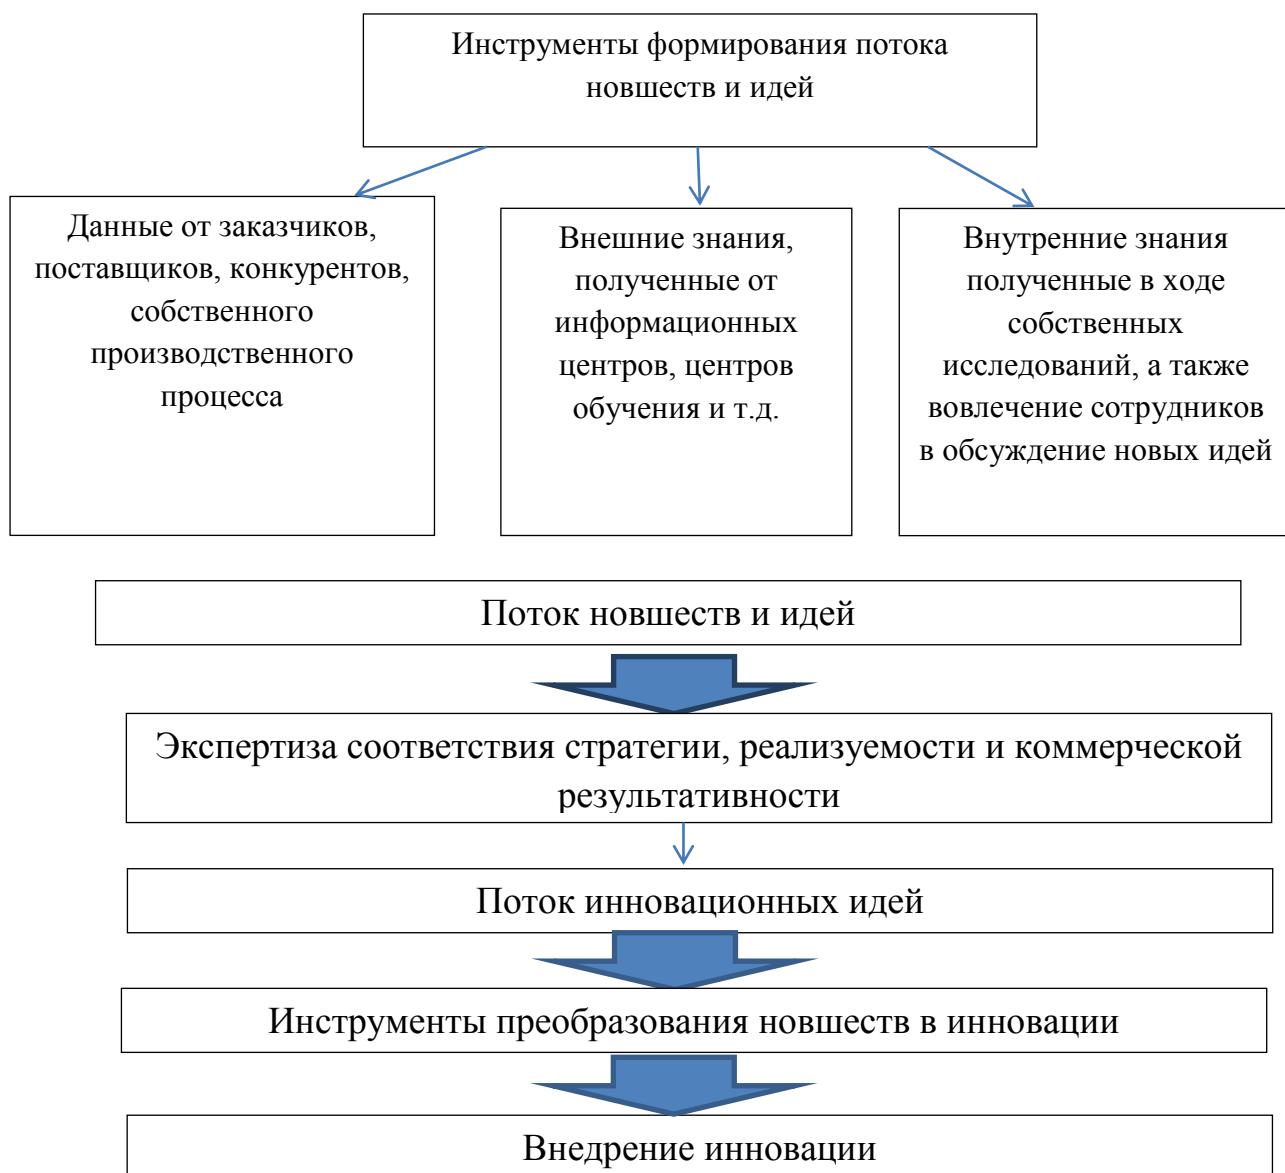 Инструменты формирования потока
новшеств и идей
Данные от заказчиков,
поставщиков, конкурентов,
собственного
производственного
процесса
Внешние знания,
полученные от
информационных
центров, центров
обучения и т.д.
Внутренние знания
полученные в ходе
собственных
исследований, а также
вовлечение сотрудников
в обсуждение новых идей
Поток новшеств и идей
Экспертиза соответствия стратегии, реализуемости и коммерческой
результативности
Поток инновационных идей
Инструменты преобразования новшеств в инновации
Внедрение инновации